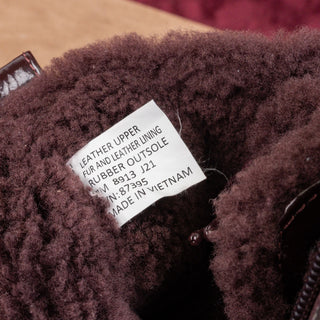 LEATHER UPPER
FUR AND LEATHER LINING
RUBBER OUTSOLE
M 8913 J21
N: 87395
MADE IN VIETNAM